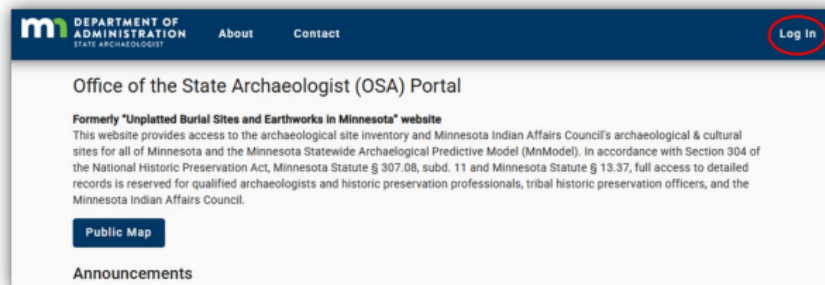 mn DEPARTMENT OF
ADMINISTRATION
STATE ARCHAEOLOGIST
About Contact Log In
Office of the State Archaeologist (OSA) Portal
Formerly "Unplatted Burial Sites and Earthworks in Minnesota" website
This website provides access to the archaeological site inventory and Minnesota Indian Affairs Council's archaeological & cultural
sites for all of Minnesota and the Minnesota Statewide Archaelogical Predictive Model (MnModel). In accordance with Section 304 of
the National Historic Preservation Act, Minnesota Statute § 307.08, subd. 11 and Minnesota Statute § 13.37, full access to detailed
records is reserved for qualified archaeologists and historic preservation professionals, tribal historic preservation officers, and the
Minnesota Indian Affairs Council.
Public Map
Announcements